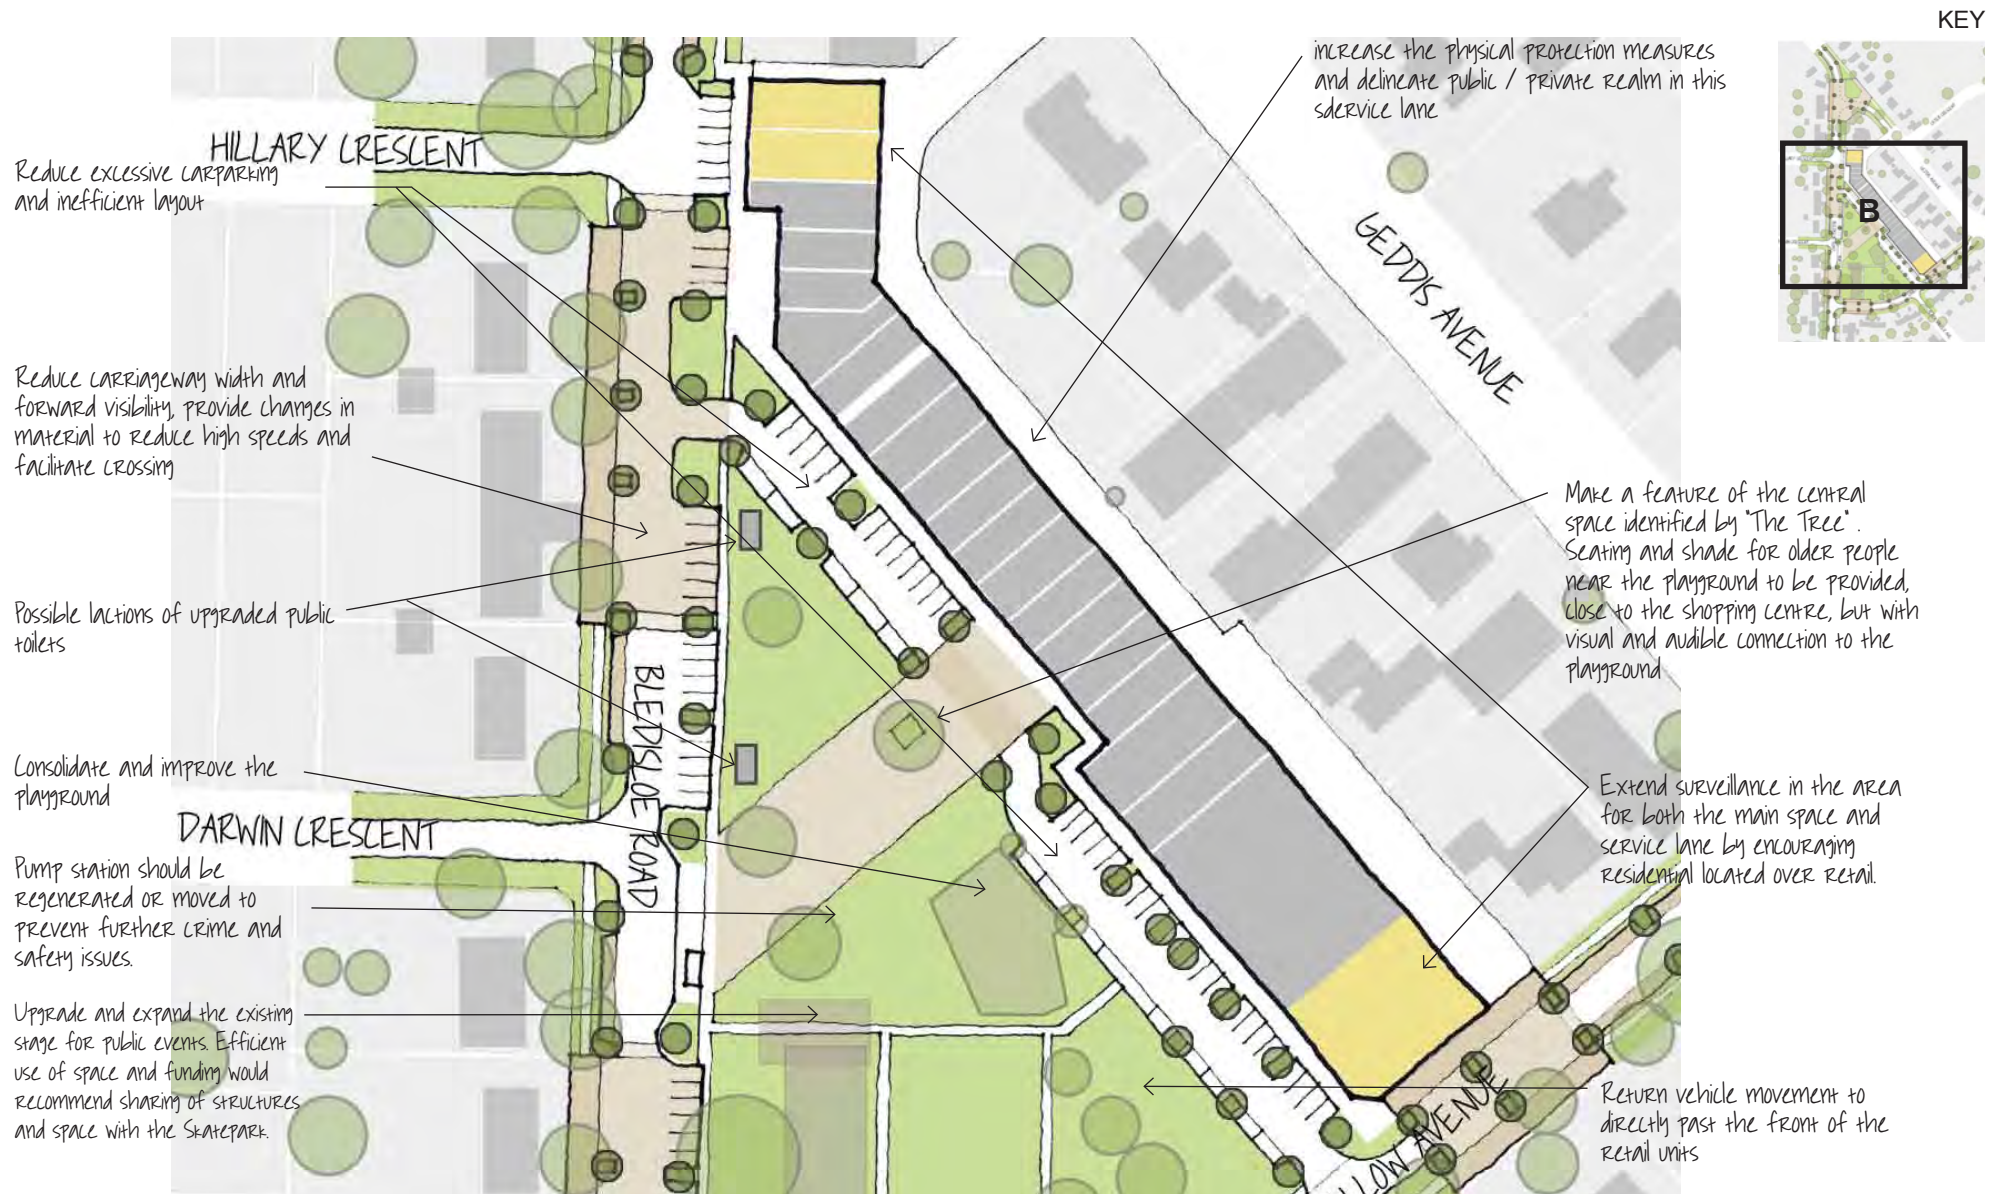 KEY
B
increase the physical protection measures
and delineate public / private realm in this
sdervice lane
HILLARY CRESCENT
Reduce excessive carparking
and inefficient layout
GEDDIS AVENUE
Reduce carriageway width and
forward visibility, provide changes in
material to reduce high speeds and
facilitate crossing
Make a feature of the central
space identified by "The Tree".
Seating and shade for older people
near the playground to be provided,
close to the shopping centre, but with
visual and audible connection to the
playground
Possible lactions of upgraded public
toilets
BLEDISLOE ROAD
Consolidate and improve the
playground
Extend surveillance in the area
for both the main space and
service lane by encouraging
residential located over retail.
DARWIN CRESCENT
Pump station should be
regenerated or moved to
prevent further crime and
safety issues.
Upgrade and expand the existing
stage for public events. Efficient
use of space and funding would
recommend sharing of structures
and space with the Skatepark.
Return vehicle movement to
directly past the front of the
retail units
AVENUE